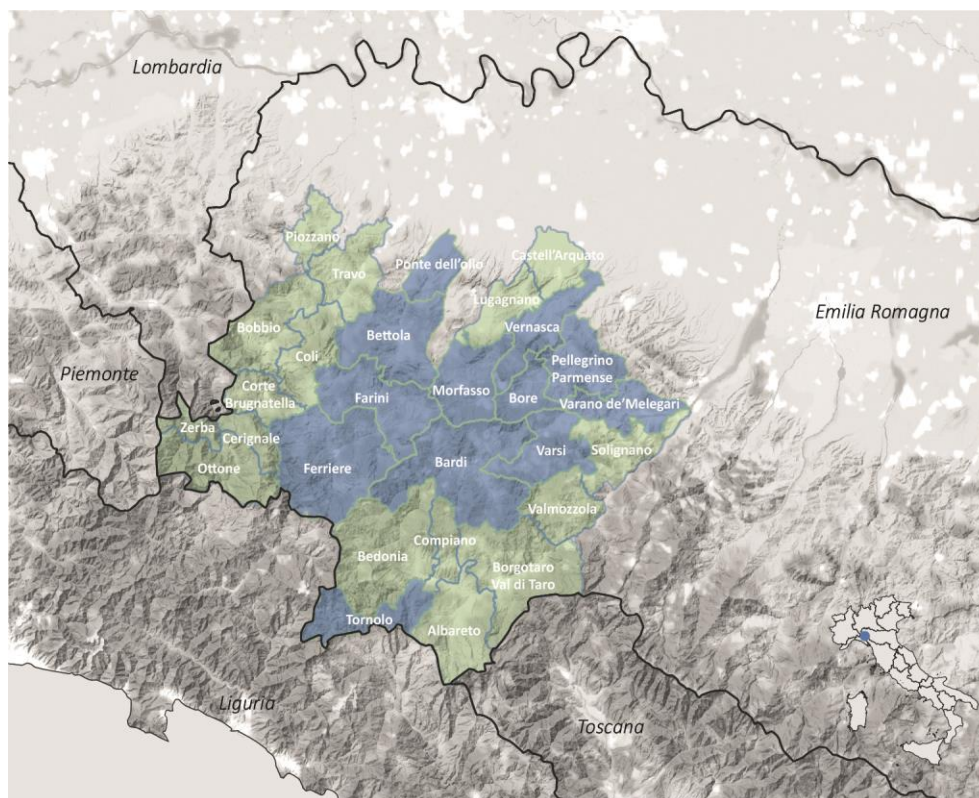 Lombardia
Piozzano
Travo
Ponte dell'olio
Castell'Arquato
Lugagnano
Emilia Romagna
Bobbio
Bettola
Vernasca
Coli
Piemonte
Pellegrino
Parmense
Corte
Brugnatella
Farini
Morfasso
Bore
Varano de'Melegari
Zerba
Cerignale
Ottone
Ferriere
Bardi
Varsi
Solignano
Valmozzola
Compiano
Bedonia
Borgotaro
Val di Taro
Tornolo
Albareto
Liguria
Toscana